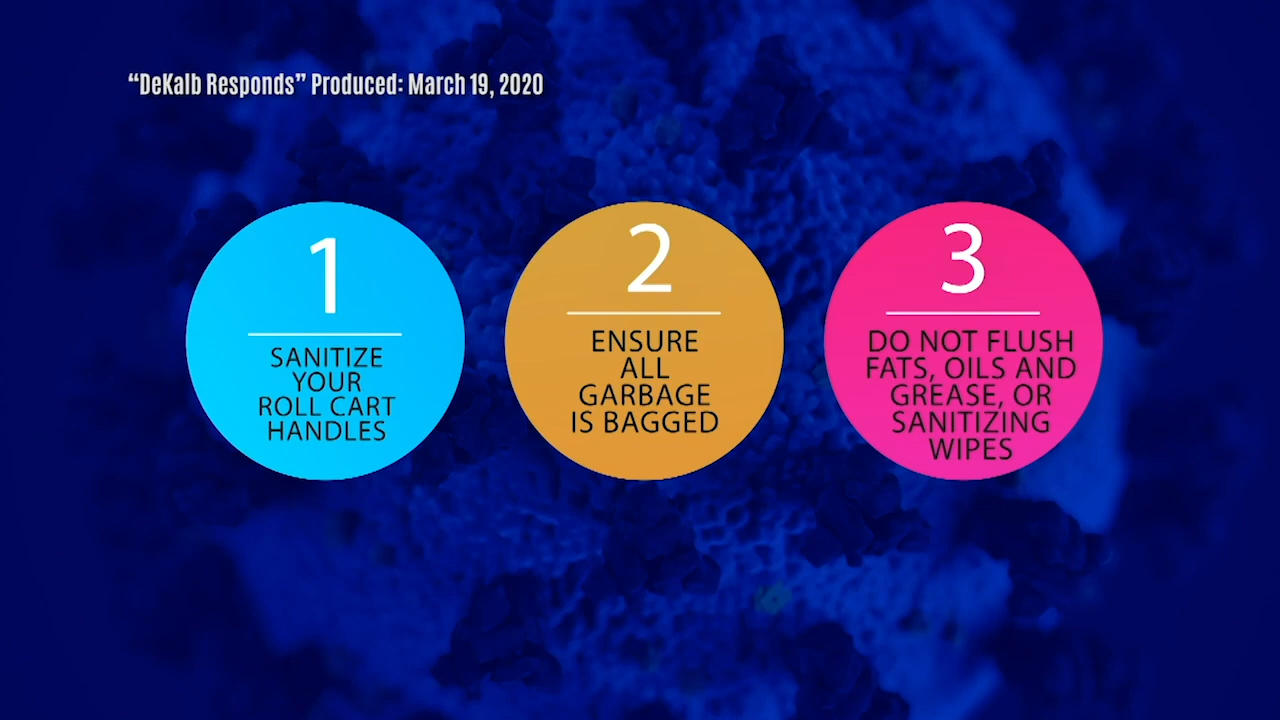 “DeKalb Responds” Produced: March 19, 2020
1
SANITIZE
YOUR
ROLL CART
HANDLES
2
ENSURE
ALL
GARBAGE
IS BAGGED
3
DO NOT FLUSH
FATS, OILS AND
GREASE, OR
SANITIZING
WIPES